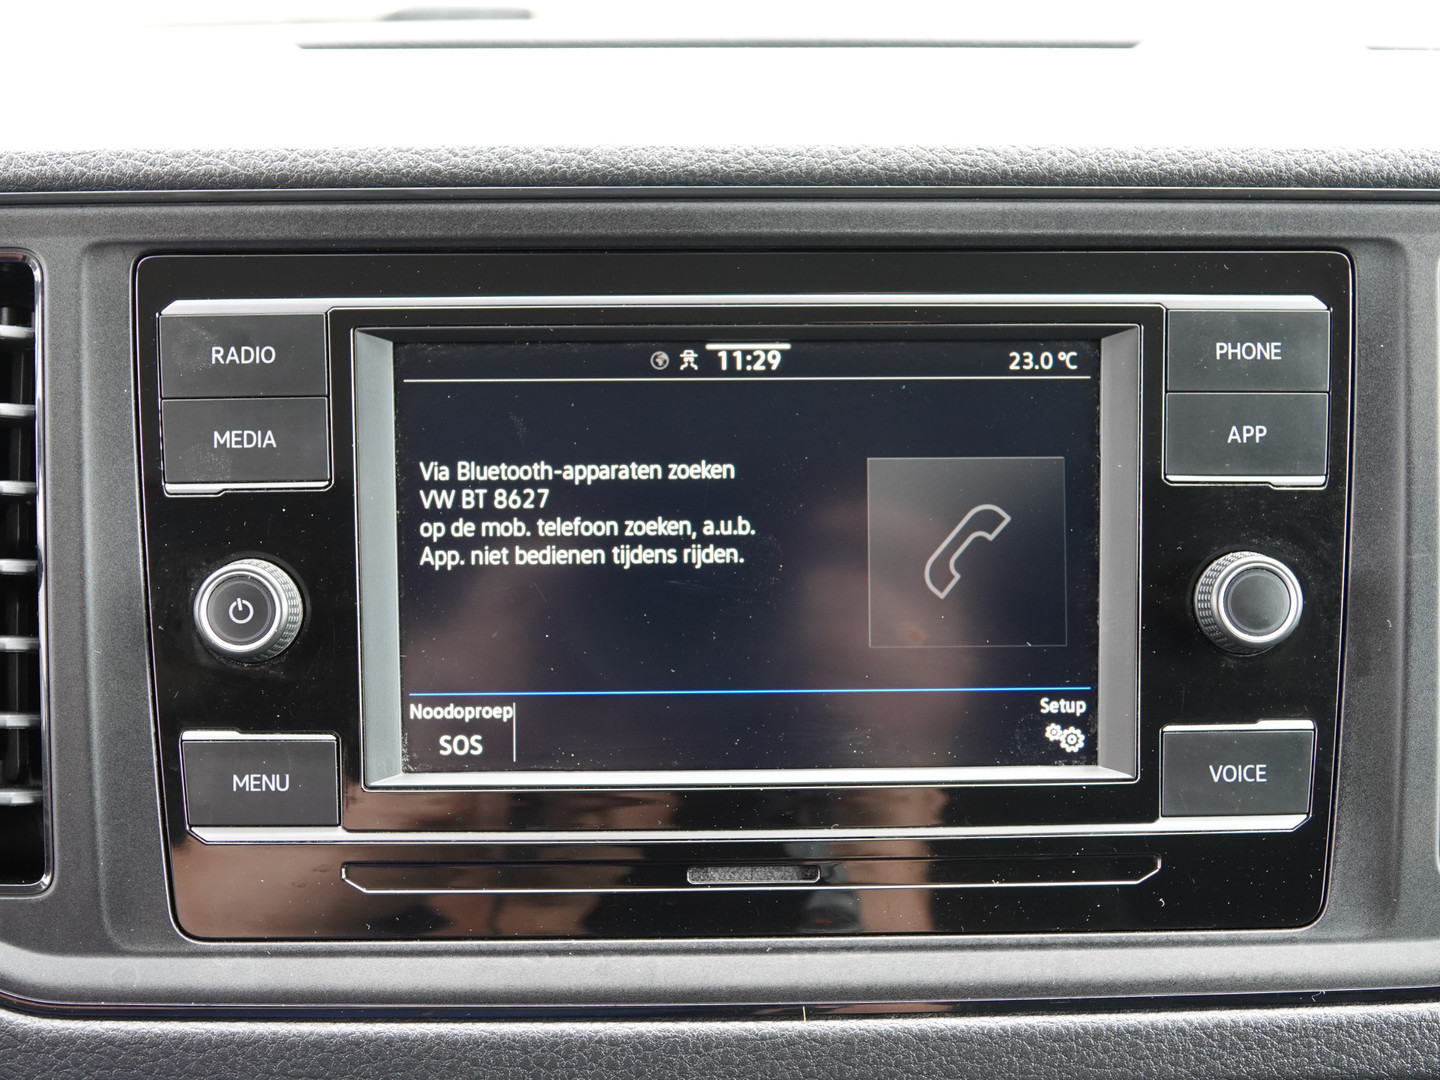 RADIO
MEDIA
MENU
11:29
23.0 °C
Via Bluetooth-apparaten zoeken
VW BT 8627
op de mob. telefoon zoeken, a.u.b.
App. niet bedienen tijdens rijden.
Noodoproep
SOS
Setup
PHONE
APP
VOICE